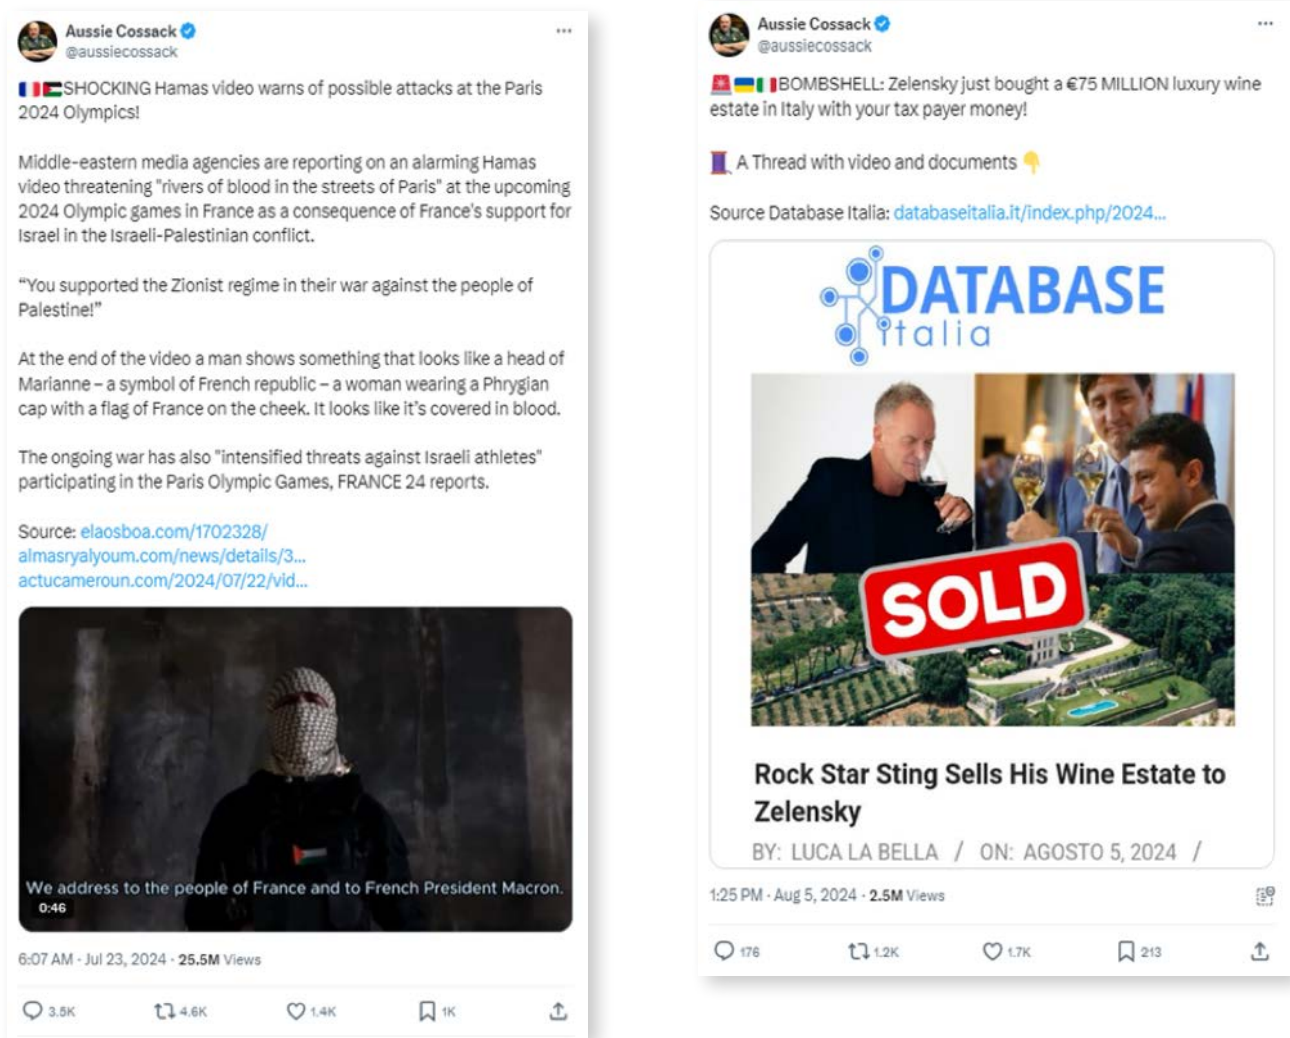 Aussie Cossack
@aussiecossack
SHOCKING Hamas video warns of possible attacks at the Paris
2024 Olympics!
Middle-eastern media agencies are reporting on an alarming Hamas
video threatening "rivers of blood in the streets of Paris" at the upcoming
2024 Olympic games in France as a consequence of France's support for
Israel in the Israeli-Palestinian conflict.
“You supported the Zionist regime in their war against the people of
Palestine!”
At the end of the video a man shows something that looks like a head of
Marianne – a symbol of French republic – a woman wearing a Phrygian
cap with a flag of France on the cheek. It looks like it’s covered in blood.
The ongoing war has also "intensified threats against Israeli athletes"
participating in the Paris Olympic Games, FRANCE 24 reports.
Source: elaosboa.com/1702328/
almasryalyoum.com/news/details/3...
actucameroun.com/2024/07/22/vid...
We address to the people of France and to French President Macron.
0:46
6:07 AM · Jul 23, 2024 · 25.5M Views
3.5K 4.6K 1.4K 1K
Aussie Cossack
@aussiecossack
BOMBSHELL: Zelensky just bought a €75 MILLION luxury wine
estate in Italy with your tax payer money!
A Thread with video and documents
Source Database Italia: databaseitalia.it/index.php/2024...
DATABASE
italia
SOLD
Rock Star Sting Sells His Wine Estate to
Zelensky
BY: LUCA LA BELLA / ON: AGOSTO 5, 2024 /
1:25 PM · Aug 5, 2024 · 2.5M Views
176 1.2K 1.7K 213